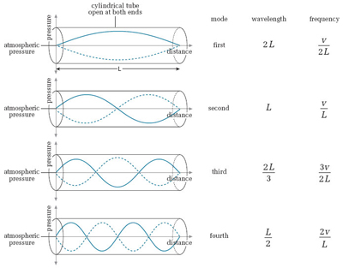 cylindrical tube
open at both ends
mode wavelength frequency
pressure
atmospheric
pressure
distance
L
first 2L v/2L
pressure
atmospheric
pressure
distance
second L v/L
pressure
atmospheric
pressure
distance
third 2L/3 3v/2L
pressure
atmospheric
pressure
distance
fourth L/2 2v/L